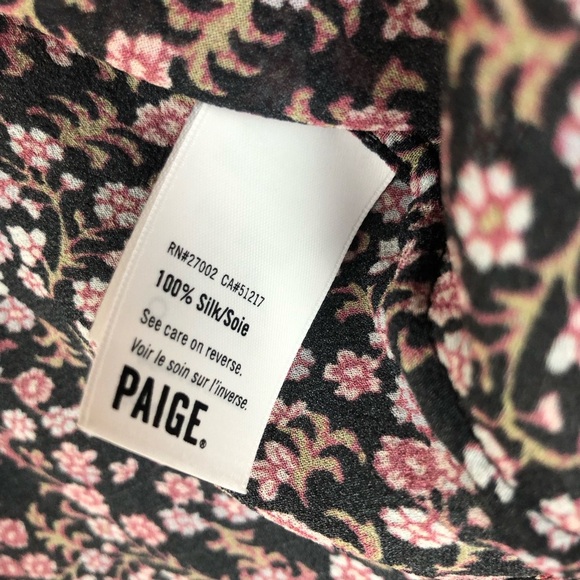 RN#27002 CA#51217
100% Silk/Soie
See care on reverse.
Voir le soin sur l'inverse.
PAIGE®